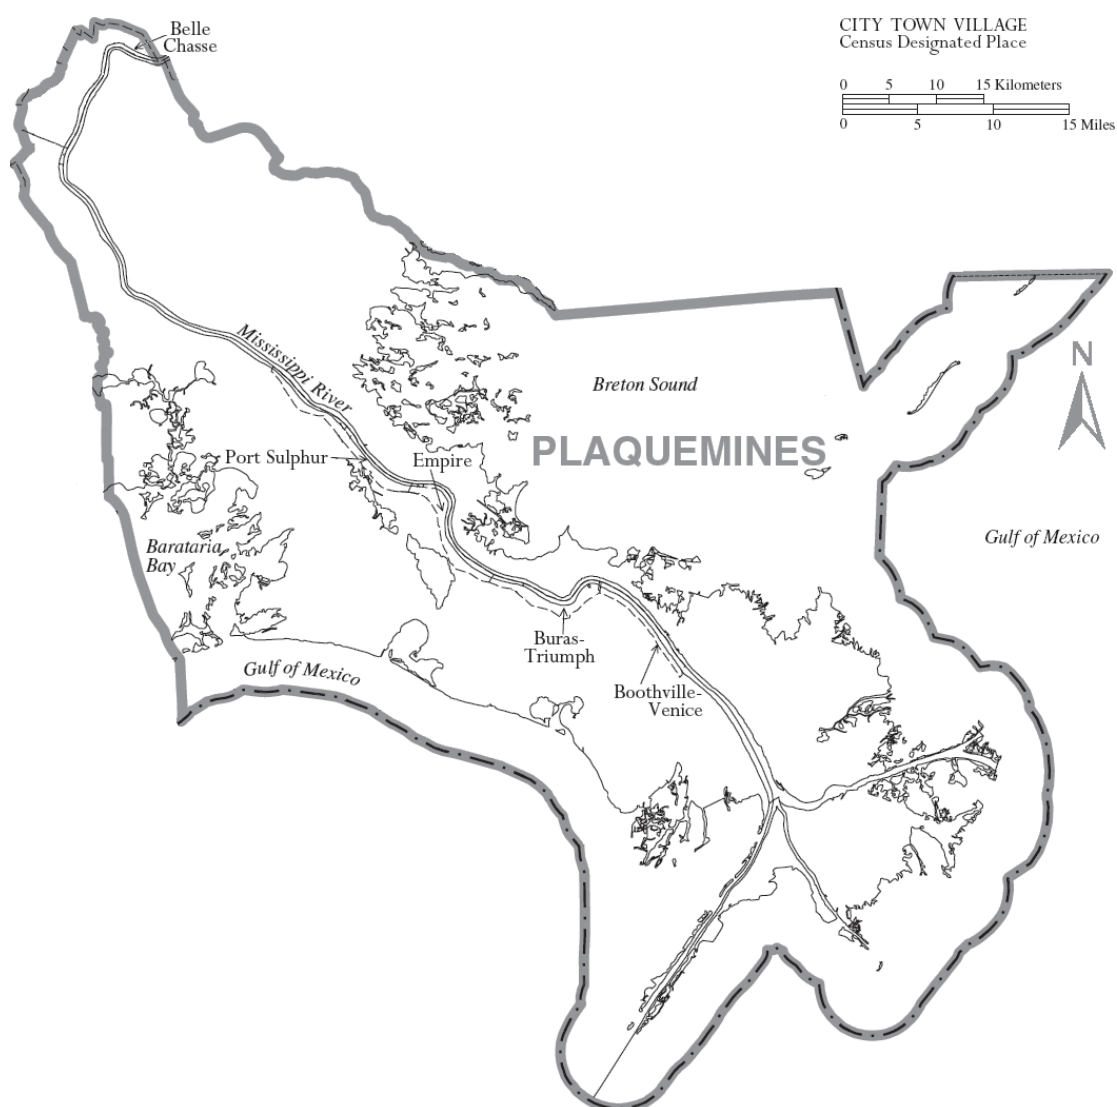 Belle
Chasse
CITY TOWN VILLAGE
Census Designated Place
0 5 10 15 Kilometers
0 5 10 15 Miles
Mississippi River
Breton Sound
N
PLAQUEMINES
Port Sulphur
Empire
Gulf of Mexico
Barataria
Bay
Buras-
Triumph
Gulf of Mexico
Boothville-
Venice